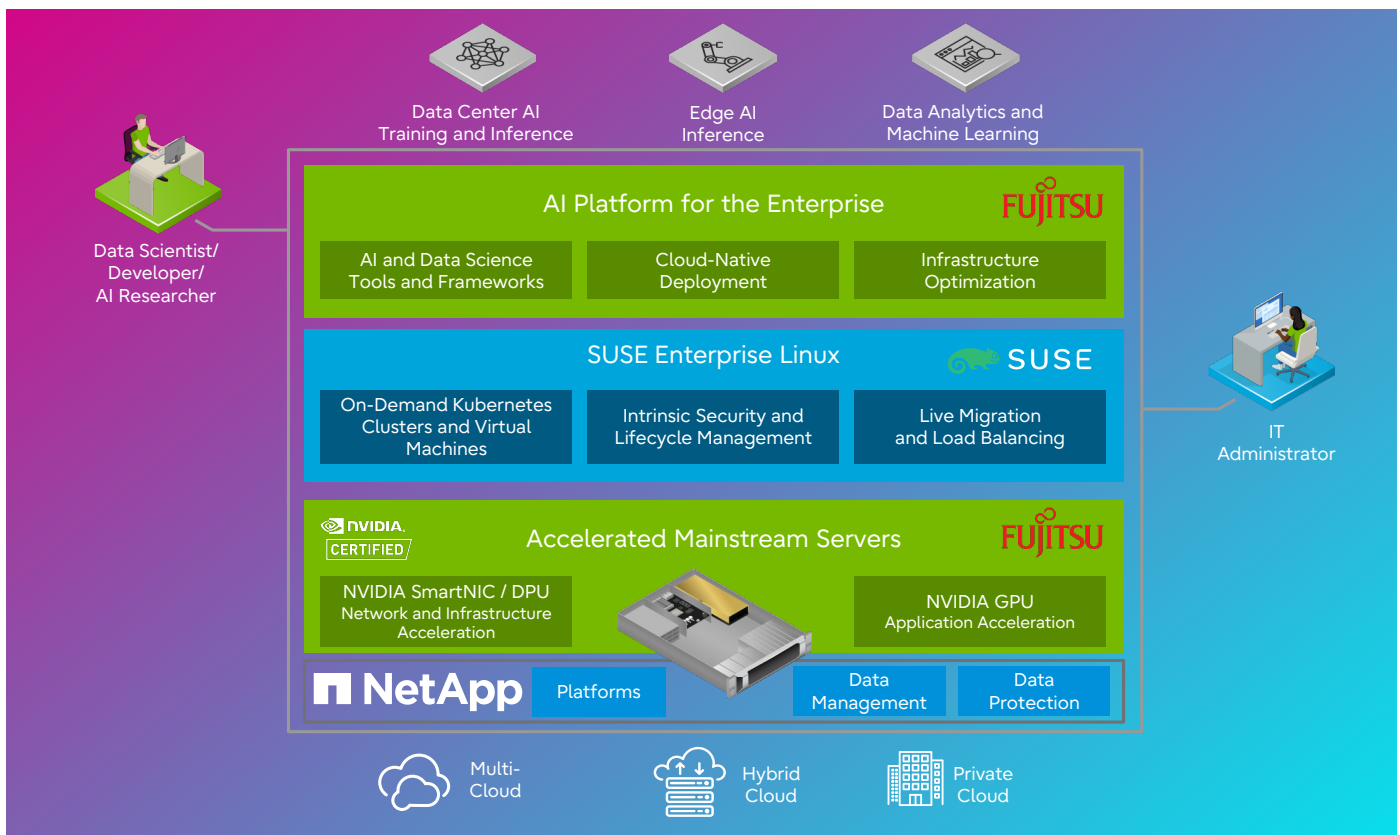 Data Center AI
Training and Inference
Edge AI
Inference
Data Analytics and
Machine Learning
Data Scientist/
Developer/
AI Researcher
AI Platform for the Enterprise
FUJITSU
AI and Data Science
Tools and Frameworks
Cloud-Native
Deployment
Infrastructure
Optimization
SUSE Enterprise Linux
SUSE
On-Demand Kubernetes
Clusters and Virtual
Machines
Intrinsic Security and
Lifecycle Management
Live Migration
and Load Balancing
IT
Administrator
NVIDIA.
CERTIFIED
Accelerated Mainstream Servers
FUJITSU
NVIDIA SmartNIC / DPU
Network and Infrastructure
Acceleration
NVIDIA GPU
Application Acceleration
NetApp
Platforms
Data
Management
Data
Protection
Multi-
Cloud
Hybrid
Cloud
Private
Cloud